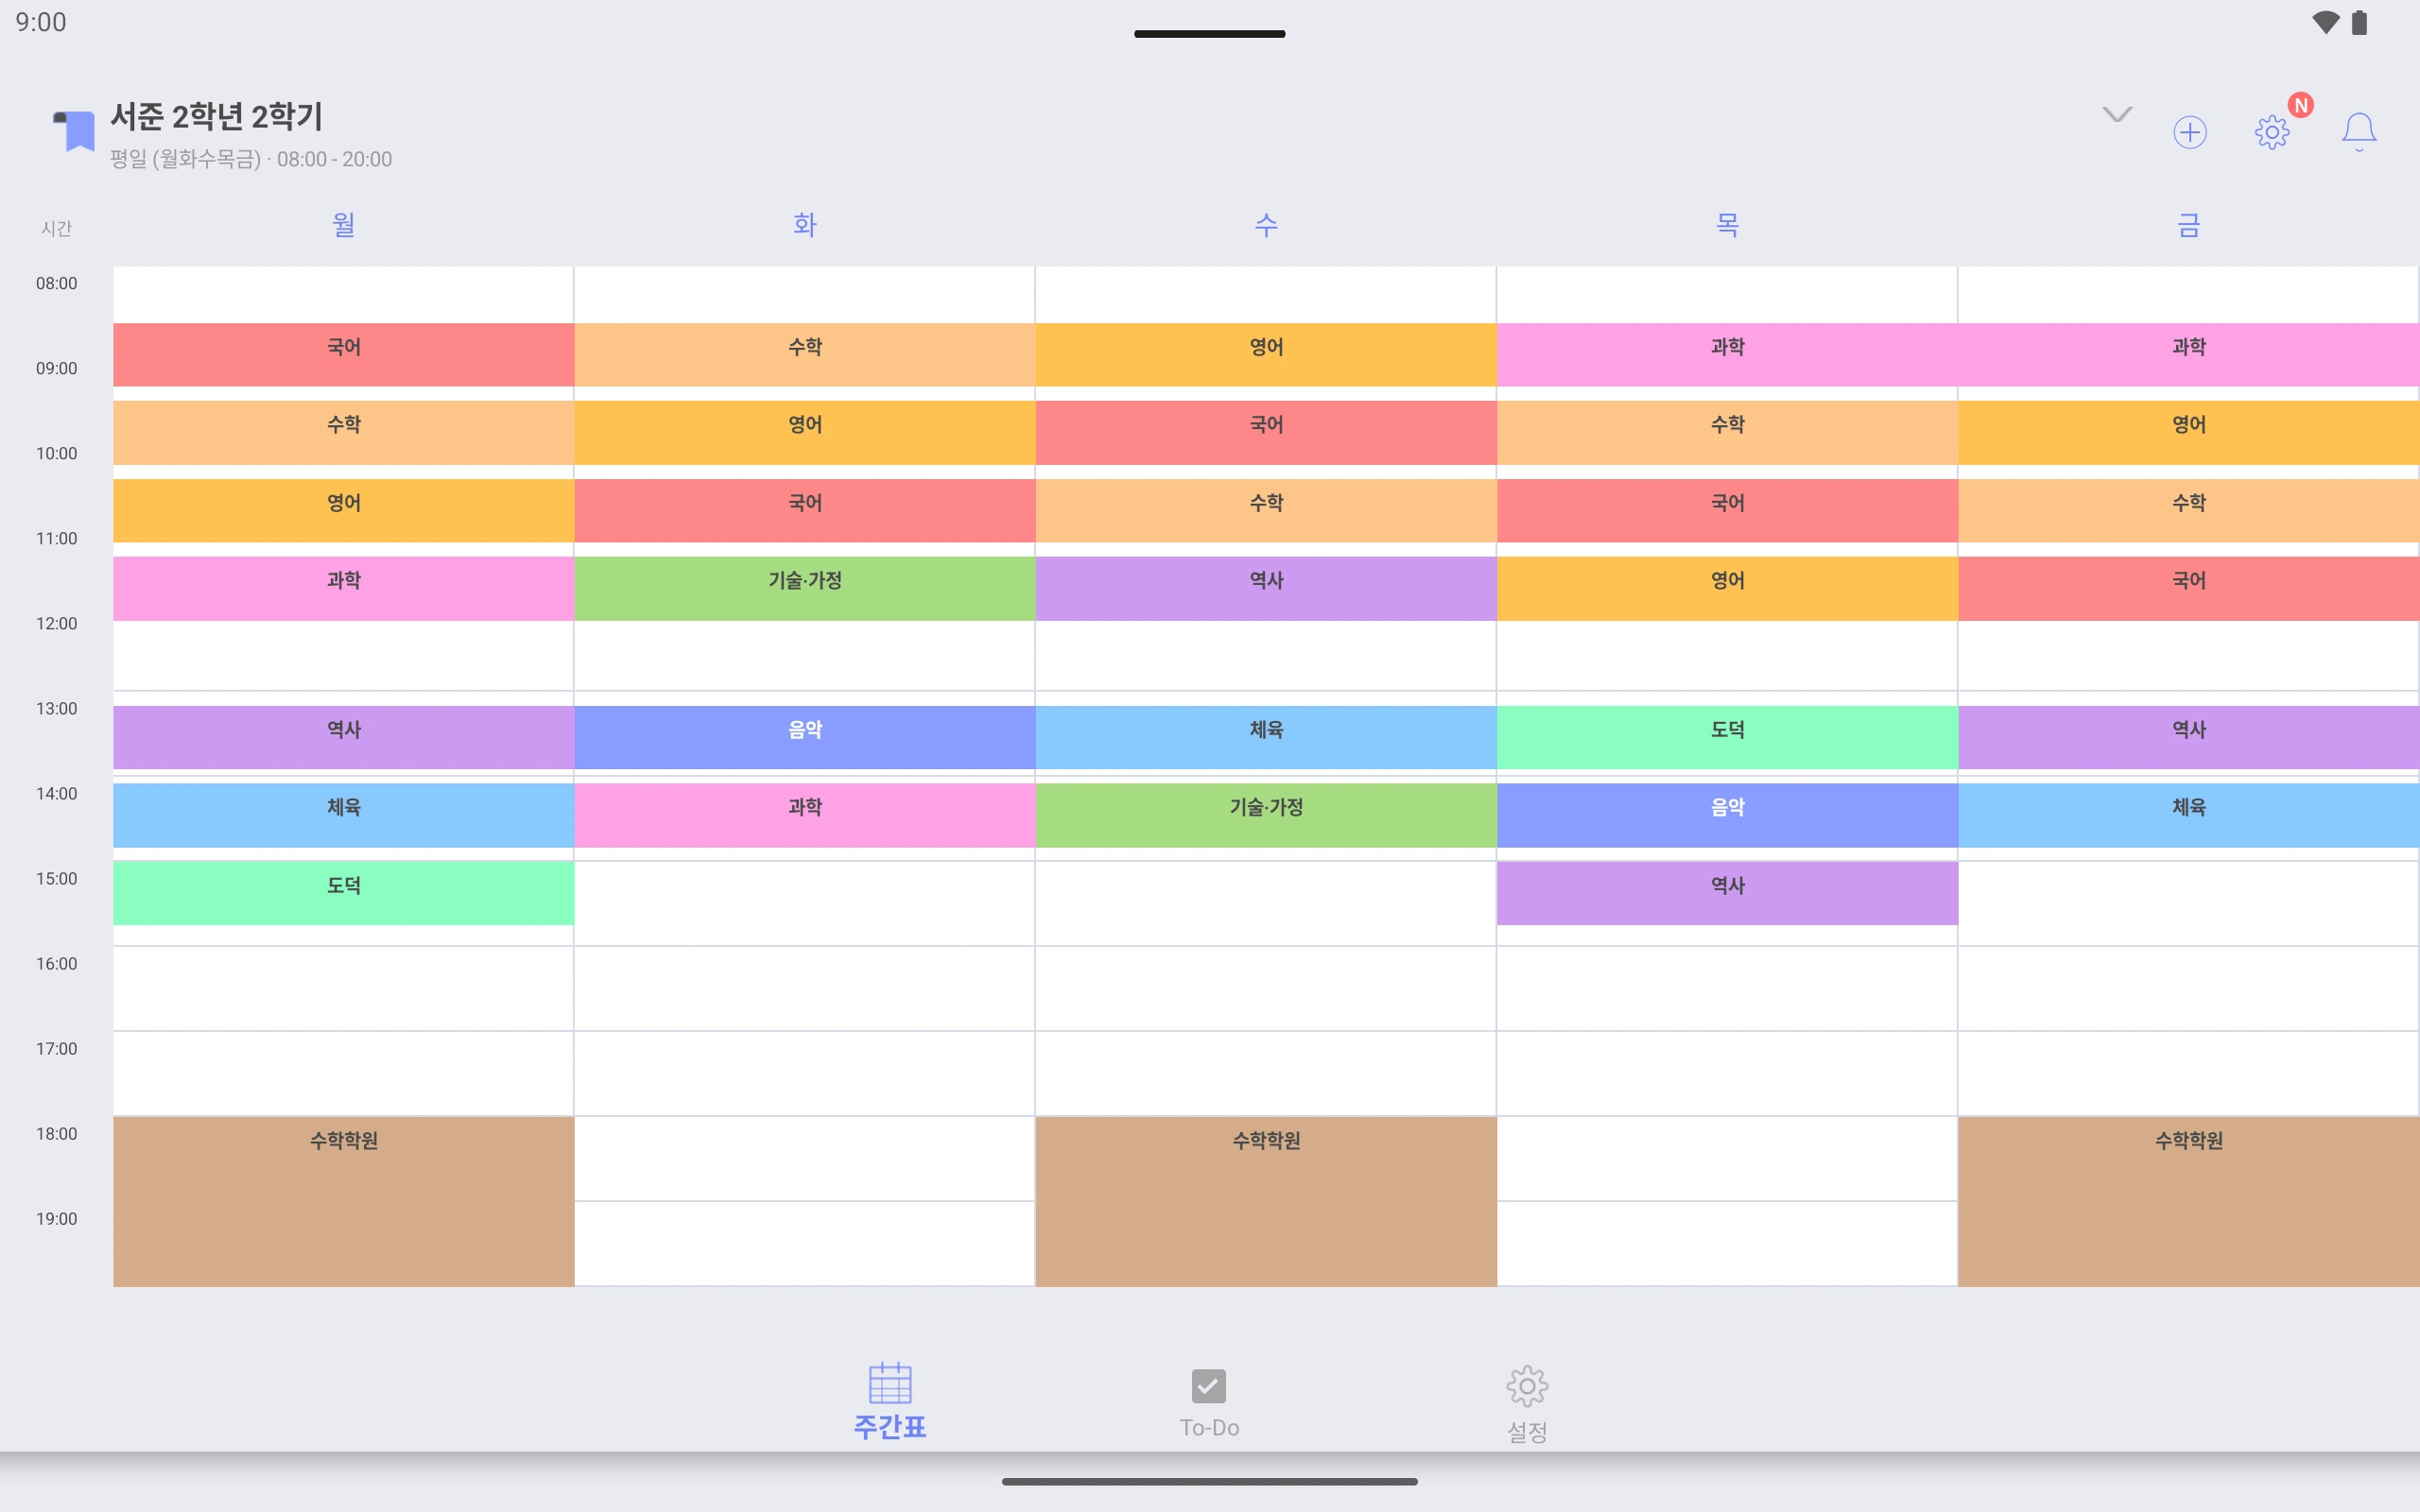 9:00
서준 2학년 2학기
평일 (월화수목금) · 08:00 - 20:00
N
시간 월 화 수 목 금
08:00
국어 수학 영어 과학 과학
09:00
수학 영어 국어 수학 영어
10:00
영어 국어 수학 국어 수학
11:00
과학 기술·가정 역사 영어 국어
12:00
13:00
역사 음악 체육 도덕 역사
14:00
체육 과학 기술·가정 음악 체육
15:00
도덕 역사
16:00
17:00
18:00
수학학원 수학학원 수학학원
19:00
주간표 To-Do 설정